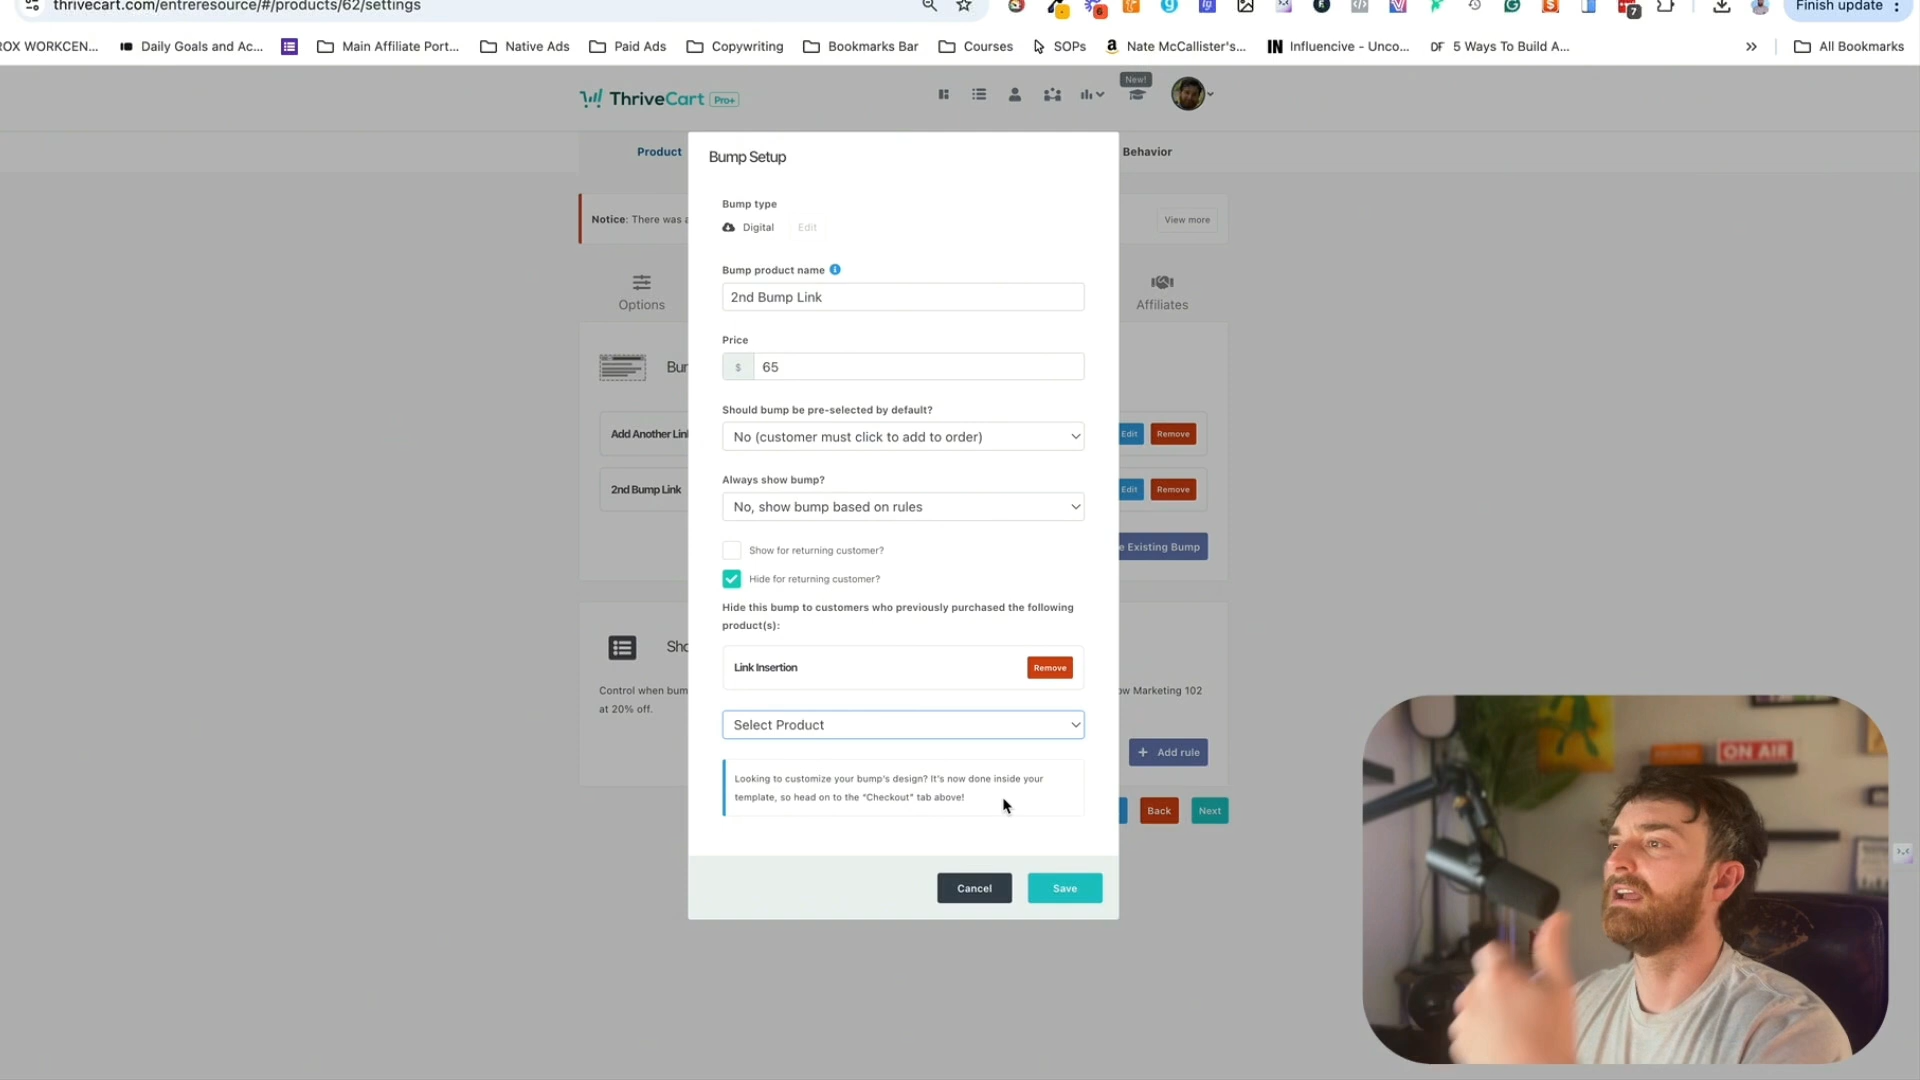 thrivecart.com/entreresource/#/products/62/settings
Finish update
6
7
ROX WORKCEN...
Daily Goals and Ac...
Main Affiliate Port...
Native Ads
Paid Ads
Copywriting
Bookmarks Bar
Courses
SOPs
Nate McCallister's...
IN Influencive - Unco...
DF 5 Ways To Build A...
All Bookmarks
ThriveCart Pro+
New!
Product
Behavior
Bump Setup
Notice: There was a
View more
Bump type
Digital Edit
Options
Affiliates
Bump product name
2nd Bump Link
Price
$ 65
Bur
Should bump be pre-selected by default?
No (customer must click to add to order)
Add Another Lin
Edit Remove
Always show bump?
No, show bump based on rules
2nd Bump Link
Edit Remove
Show for returning customer?
e Existing Bump
Hide for returning customer?
Hide this bump to customers who previously purchased the following
product(s):
Sho
Link Insertion
Remove
Control when bum
ow Marketing 102
at 20% off.
Select Product
Add rule
ON AIR
Looking to customize your bump's design? It's now done inside your
template, so head on to the "Checkout" tab above!
Back
Next
Cancel
Save